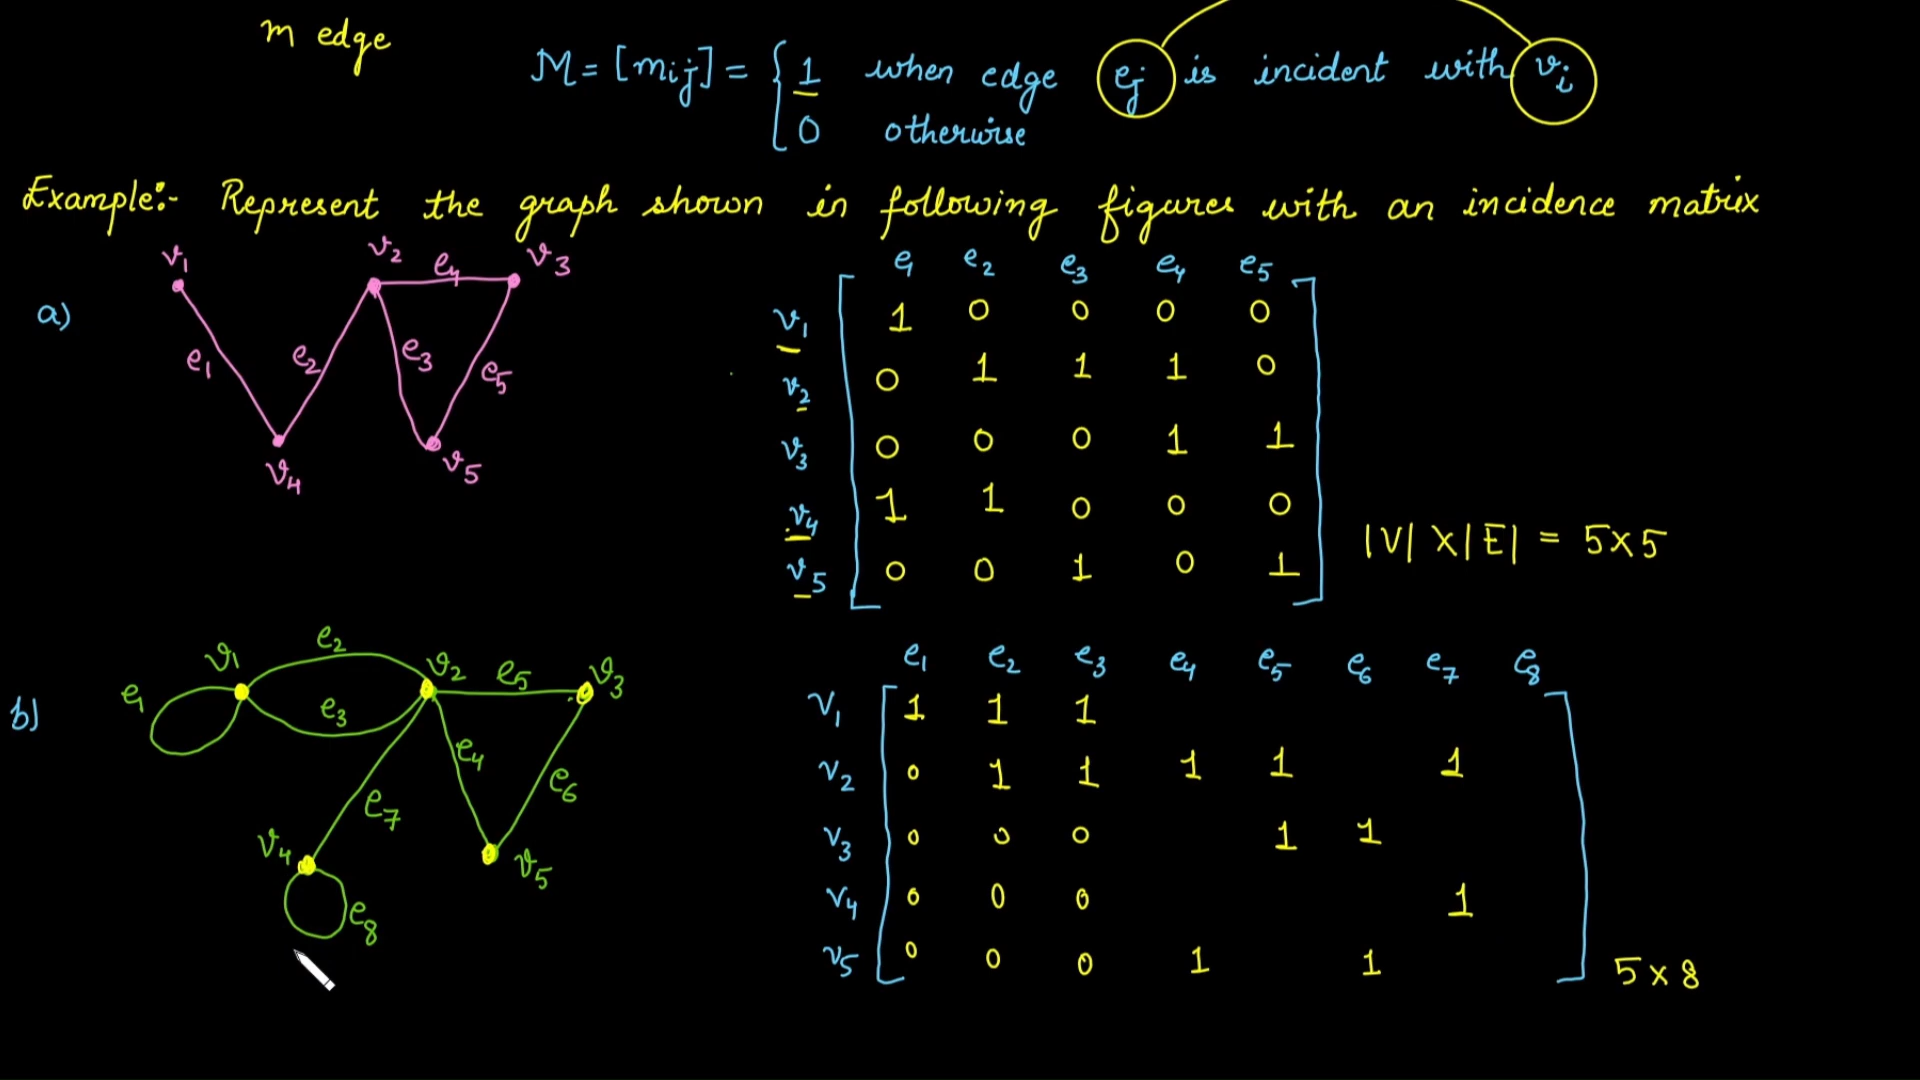 m edge
M = [mij] = { 1 when edge ej is incident with vi
0 otherwise
Example:- Represent the graph shown in following figures with an incidence matrix
a)
v1 v2 e4 v3
e1 e2 e3 e5
v4 v5
e1 e2 e3 e4 e5
v1 1 0 0 0 0
v2 0 1 1 1 0
v3 0 0 0 1 1
v4 1 1 0 0 0
v5 0 0 1 0 1
|V| X |E| = 5×5
b)
v1 e2 v2 e5 v3
e1 e3 e4 e6
e7
v4 v5
e8
e1 e2 e3 e4 e5 e6 e7 e8
v1 1 1 1
v2 0 1 1 1 1 1
v3 0 0 0 1 1
v4 0 0 0 1
v5 0 0 0 1 1
5×8